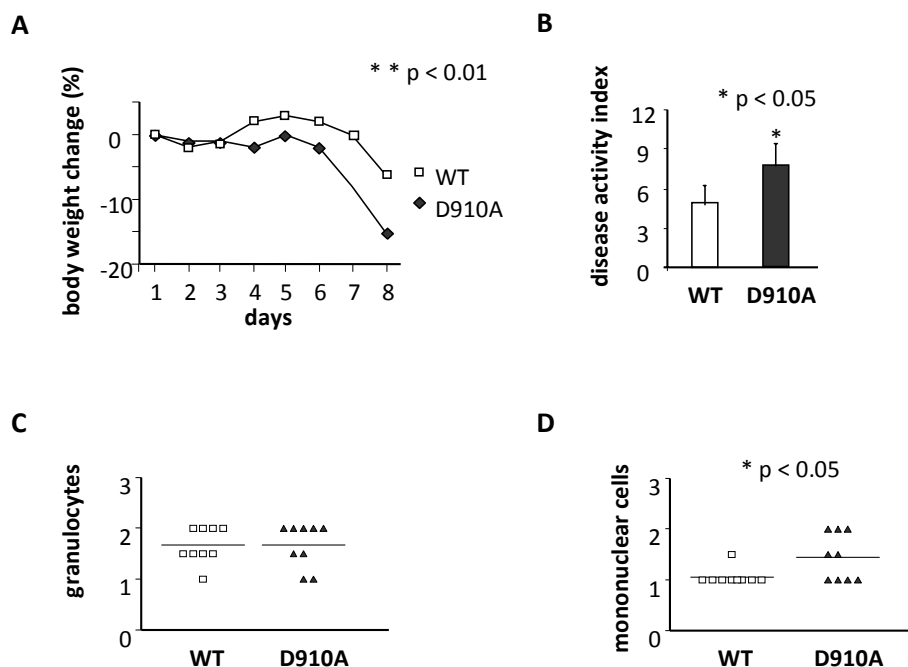 A
* * p < 0.01
body weight change (%)
0
-10
-20
1 2 3 4 5 6 7 8
days
WT
D910A
B
* p < 0.05
disease activity index
12
9
6
3
0
*
WT D910A
C
granulocytes
3
2
1
0
WT D910A
D
* p < 0.05
mononuclear cells
3
2
1
0
WT D910A